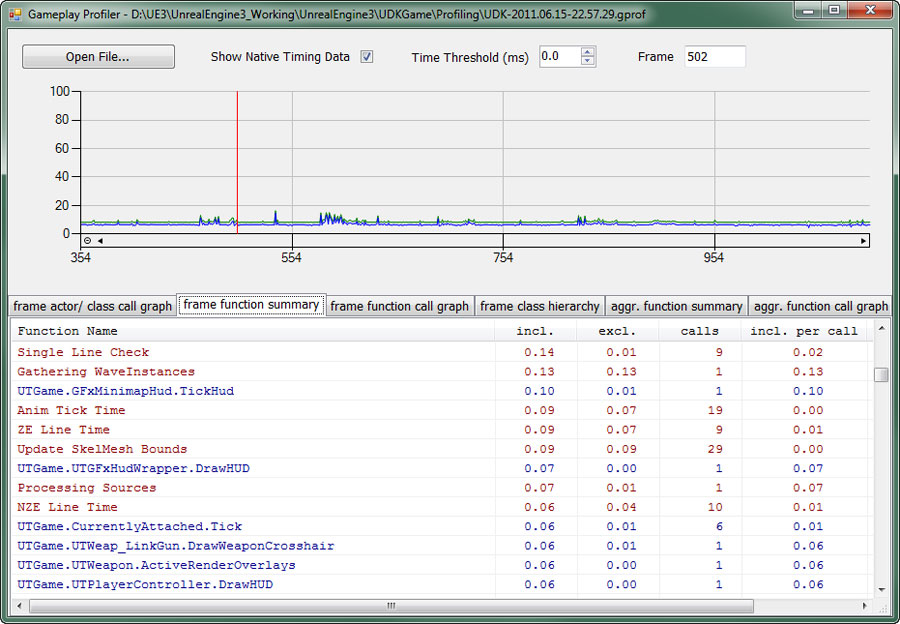 Gameplay Profiler - D:\UE3\UnrealEngine3_Working\UnrealEngine3\UDKGame\Profiling\UDK-2011.06.15-22.57.29.gprof
Open File... Show Native Timing Data Time Threshold (ms) 0.0 Frame 502
100
80
60
40
20
0
354 554 754 954
frame actor/ class call graph frame function summary frame function call graph frame class hierarchy aggr. function summary aggr. function call graph
Function Name incl. excl. calls incl. per call
Single Line Check 0.14 0.01 9 0.02
Gathering WaveInstances 0.13 0.13 1 0.13
UTGame.GFxMinimapHud.TickHud 0.10 0.01 1 0.10
Anim Tick Time 0.09 0.07 19 0.00
ZE Line Time 0.09 0.07 9 0.01
Update SkelMesh Bounds 0.09 0.09 29 0.00
UTGame.UTGFxHudWrapper.DrawHUD 0.07 0.00 1 0.07
Processing Sources 0.07 0.01 1 0.07
NZE Line Time 0.06 0.04 10 0.01
UTGame.CurrentlyAttached.Tick 0.06 0.01 6 0.01
UTGame.UTWeap_LinkGun.DrawWeaponCrosshair 0.06 0.01 1 0.06
UTGame.UTWeapon.ActiveRenderOverlays 0.06 0.00 1 0.06
UTGame.UTPlayerController.DrawHUD 0.06 0.00 1 0.06